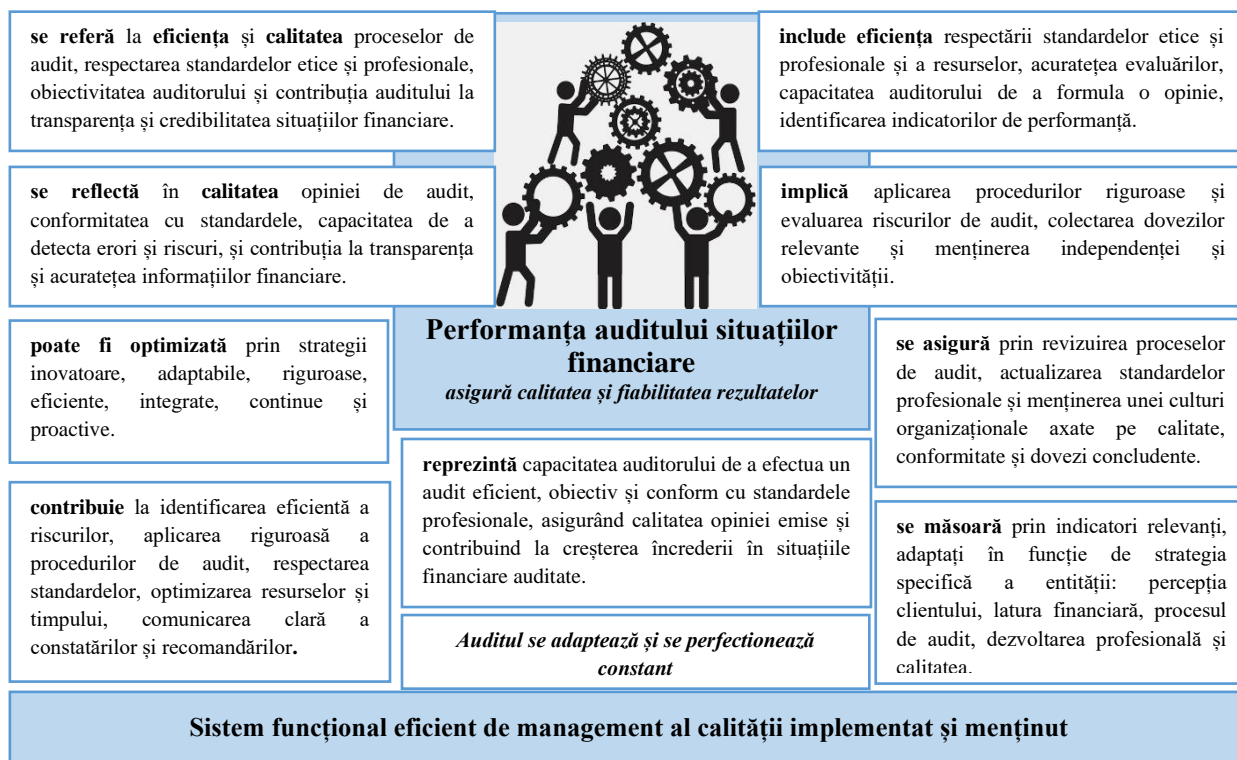 se referă la eficiența și calitatea proceselor de
audit, respectarea standardelor etice și profesionale,
obiectivitatea auditorului și contribuția auditului la
transparența și credibilitatea situațiilor financiare.
include eficiența respectării standardelor etice și
profesionale și a resurselor, acuratețea evaluărilor,
capacitatea auditorului de a formula o opinie,
identificarea indicatorilor de performanță.
se reflectă în calitatea opiniei de audit,
conformitatea cu standardele, capacitatea de a
detecta erori și riscuri, și contribuția la transparența
și acuratețea informațiilor financiare.
implică aplicarea procedurilor riguroase și
evaluarea riscurilor de audit, colectarea dovezilor
relevante și menținerea independenței și
obiectivității.
Performanța auditului situațiilor
financiare
asigură calitatea și fiabilitatea rezultatelor
poate fi optimizată prin strategii
inovatoare, adaptabile, riguroase,
eficiente, integrate, continue și
proactive.
se asigură prin revizuirea proceselor
de audit, actualizarea standardelor
profesionale și menținerea unei culturi
organizaționale axate pe calitate,
conformitate și dovezi concludente.
reprezintă capacitatea auditorului de a efectua un
audit eficient, obiectiv și conform cu standardele
profesionale, asigurând calitatea opiniei emise și
contribuind la creșterea încrederii în situațiile
financiare auditate.
contribuie la identificarea eficientă a
riscurilor, aplicarea riguroasă a
procedurilor de audit, respectarea
standardelor, optimizarea resurselor și
timpului, comunicarea clară a
constatărilor și recomandărilor.
se măsoară prin indicatori relevanți,
adaptați în funcție de strategia
specifică a entității: percepția
clientului, latura financiară, procesul
de audit, dezvoltarea profesională și
calitatea.
Auditul se adaptează și se perfectionează
constant
Sistem funcțional eficient de management al calității implementat și menținut